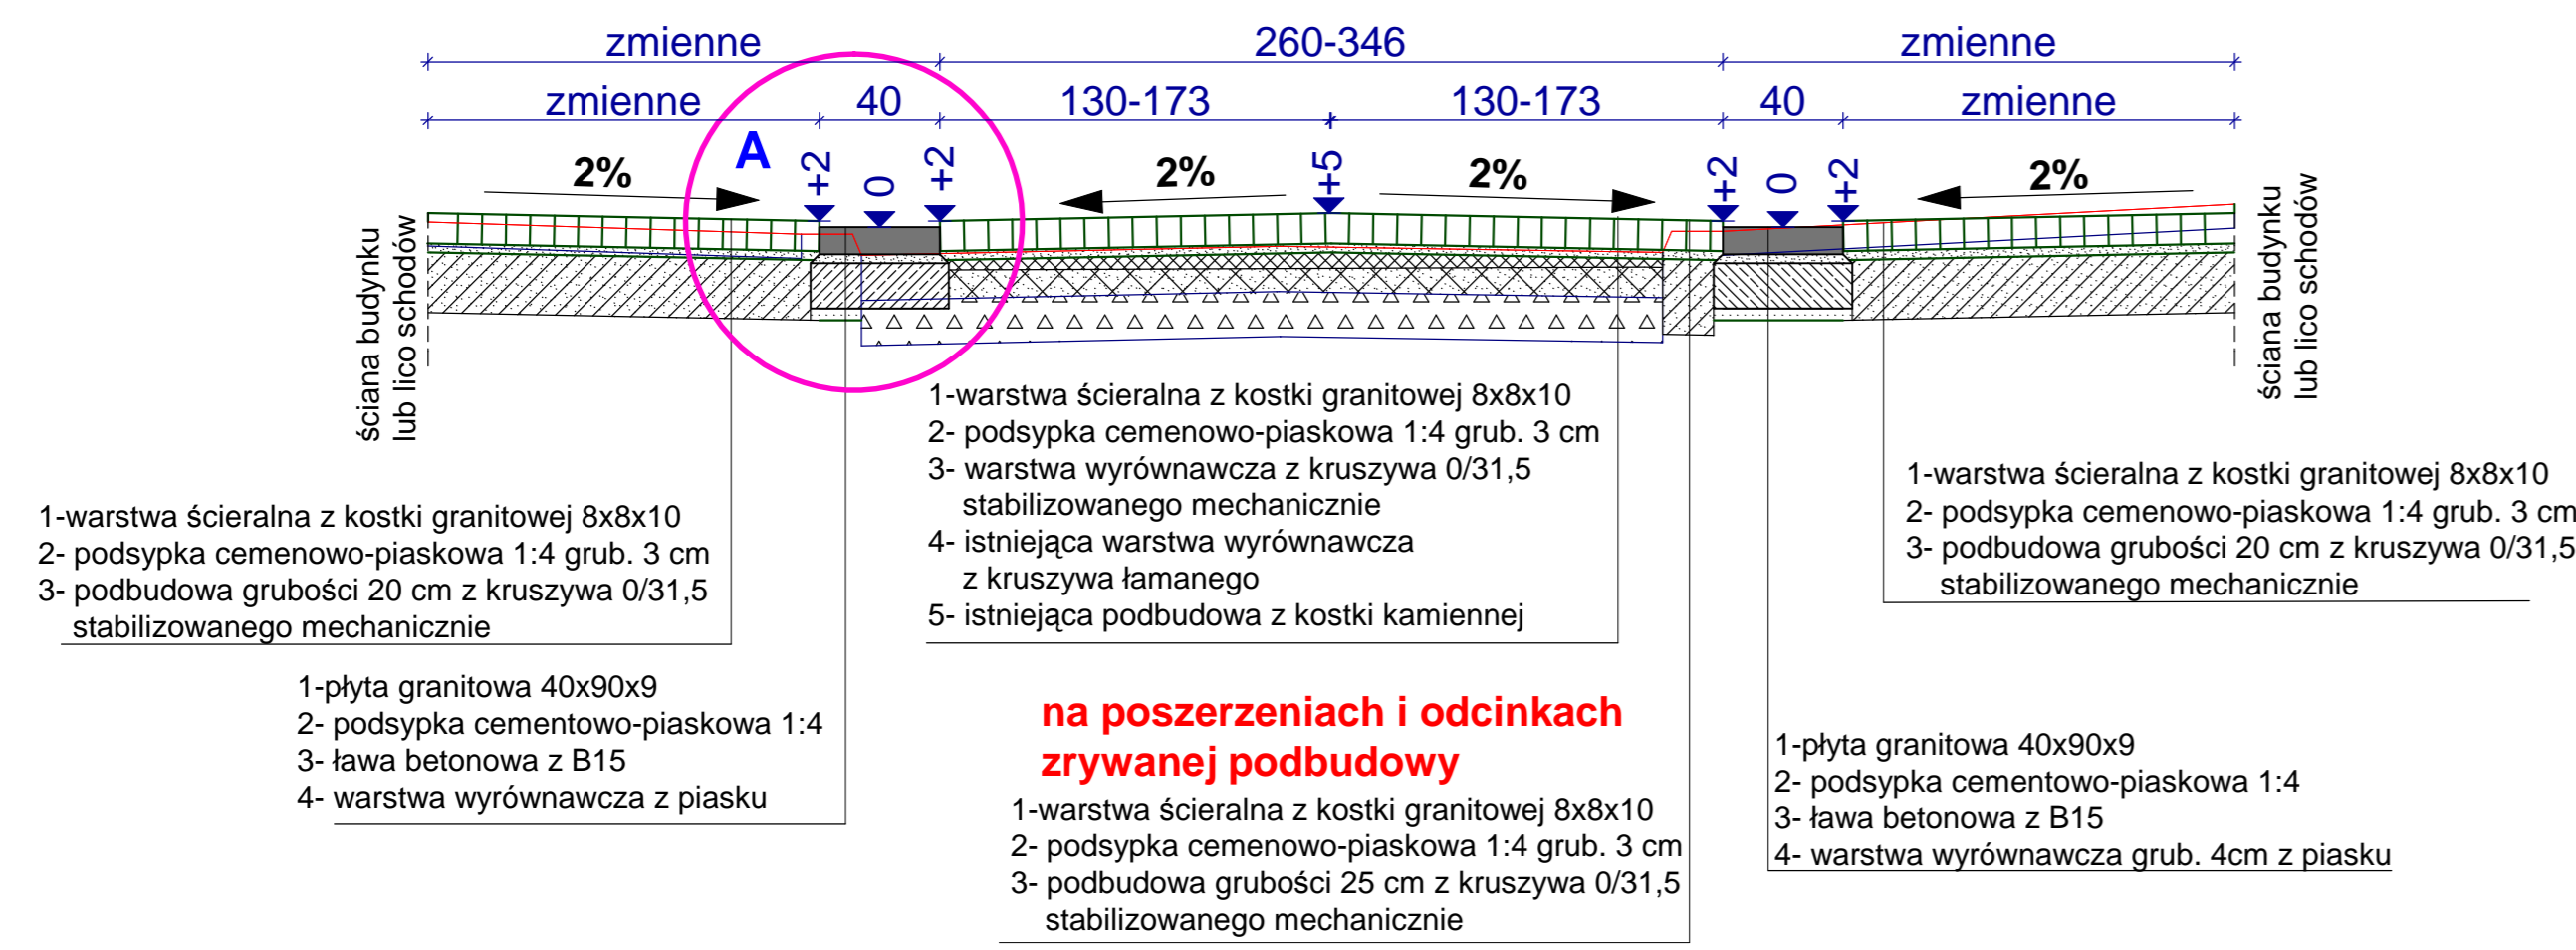 zmienne 260-346 zmienne
zmienne 40 130-173 130-173 40 zmienne
A
2% +2 0 +2 2% +5 2% +2 0 +2 2%
ściana budynku
lub lico schodów
ściana budynku
lub lico schodów
1-warstwa ścieralna z kostki granitowej 8x8x10
2- podsypka cemenowo-piaskowa 1:4 grub. 3 cm
3- podbudowa grubości 20 cm z kruszywa 0/31,5
stabilizowanego mechanicznie
1-płyta granitowa 40x90x9
2- podsypka cementowo-piaskowa 1:4
3- ława betonowa z B15
4- warstwa wyrównawcza z piasku
1-warstwa ścieralna z kostki granitowej 8x8x10
2- podsypka cemenowo-piaskowa 1:4 grub. 3 cm
3- warstwa wyrównawcza z kruszywa 0/31,5
stabilizowanego mechanicznie
4- istniejąca warstwa wyrównawcza
z kruszywa łamanego
5- istniejąca podbudowa z kostki kamiennej
na poszerzeniach i odcinkach
zrywanej podbudowy
1-warstwa ścieralna z kostki granitowej 8x8x10
2- podsypka cemenowo-piaskowa 1:4 grub. 3 cm
3- podbudowa grubości 25 cm z kruszywa 0/31,5
stabilizowanego mechanicznie
1-warstwa ścieralna z kostki granitowej 8x8x10
2- podsypka cemenowo-piaskowa 1:4 grub. 3 cm
3- podbudowa grubości 20 cm z kruszywa 0/31,5
stabilizowanego mechanicznie
1-płyta granitowa 40x90x9
2- podsypka cementowo-piaskowa 1:4
3- ława betonowa z B15
4- warstwa wyrównawcza grub. 4cm z piasku